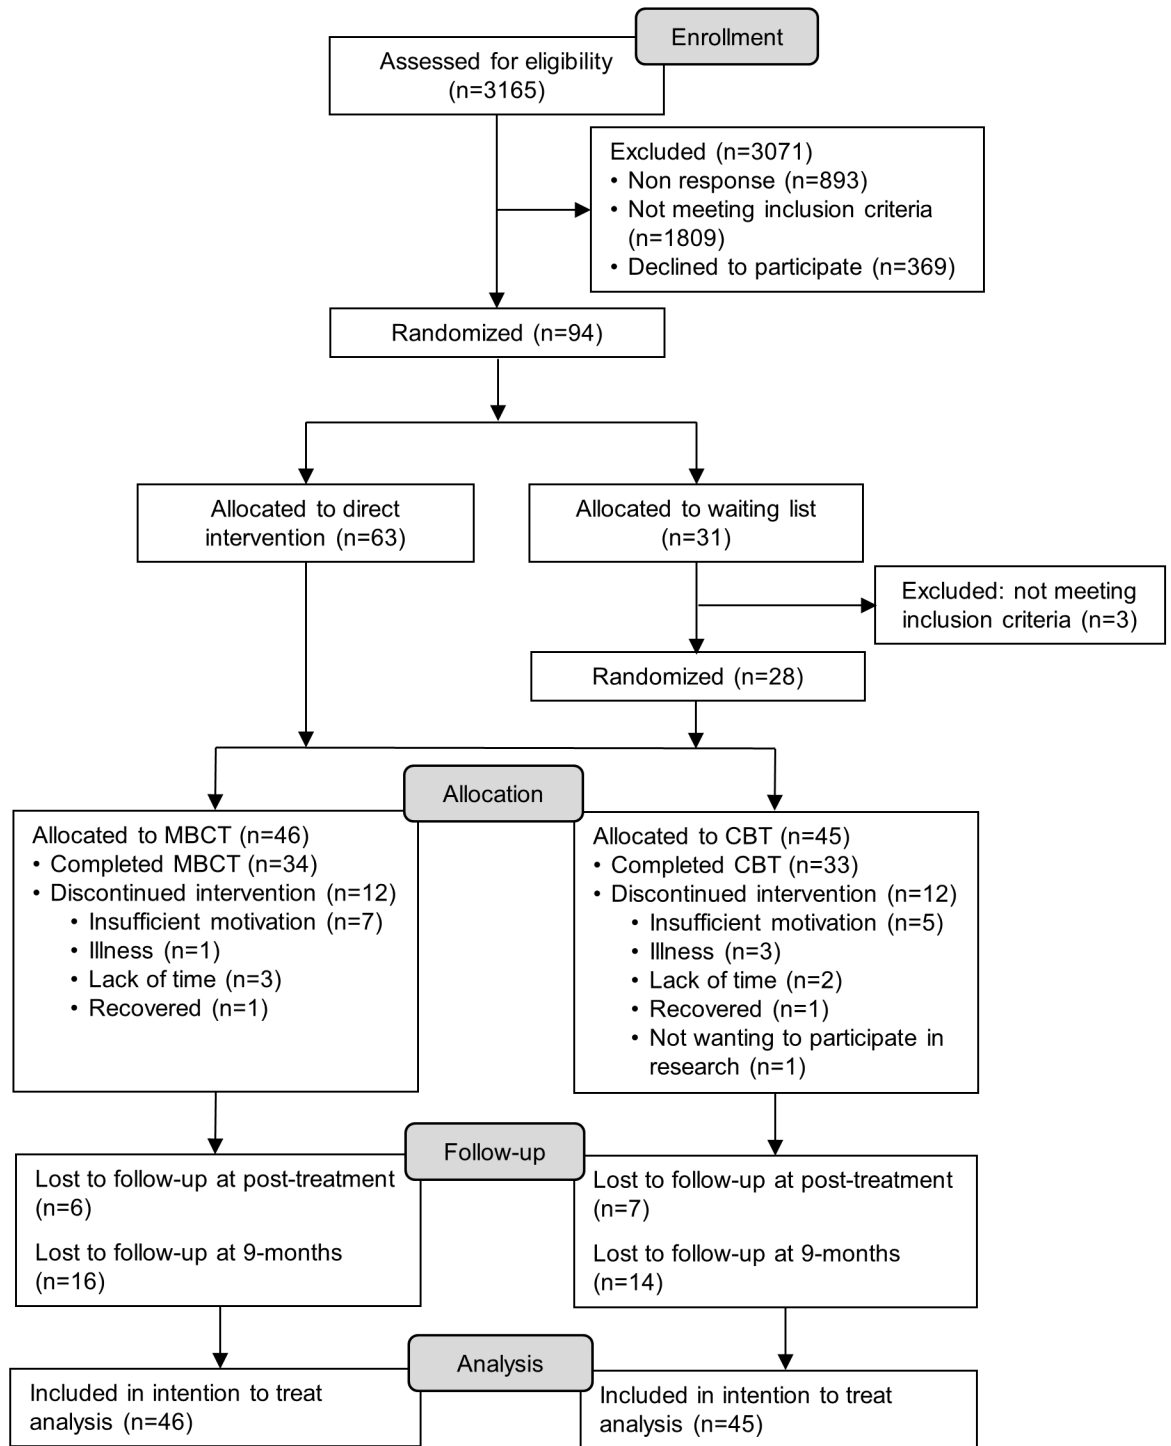 Enrollment
Assessed for eligibility
(n=3165)
Excluded (n=3071)
• Non response (n=893)
• Not meeting inclusion criteria
(n=1809)
• Declined to participate (n=369)
Randomized (n=94)
Allocated to direct
intervention (n=63)
Allocated to waiting list
(n=31)
Excluded: not meeting
inclusion criteria (n=3)
Randomized (n=28)
Allocation
Allocated to MBCT (n=46)
• Completed MBCT (n=34)
• Discontinued intervention (n=12)
• Insufficient motivation (n=7)
• Illness (n=1)
• Lack of time (n=3)
• Recovered (n=1)
Allocated to CBT (n=45)
• Completed CBT (n=33)
• Discontinued intervention (n=12)
• Insufficient motivation (n=5)
• Illness (n=3)
• Lack of time (n=2)
• Recovered (n=1)
• Not wanting to participate in
research (n=1)
Follow-up
Lost to follow-up at post-treatment
(n=6)
Lost to follow-up at 9-months
(n=16)
Lost to follow-up at post-treatment
(n=7)
Lost to follow-up at 9-months
(n=14)
Analysis
Included in intention to treat
analysis (n=46)
Included in intention to treat
analysis (n=45)